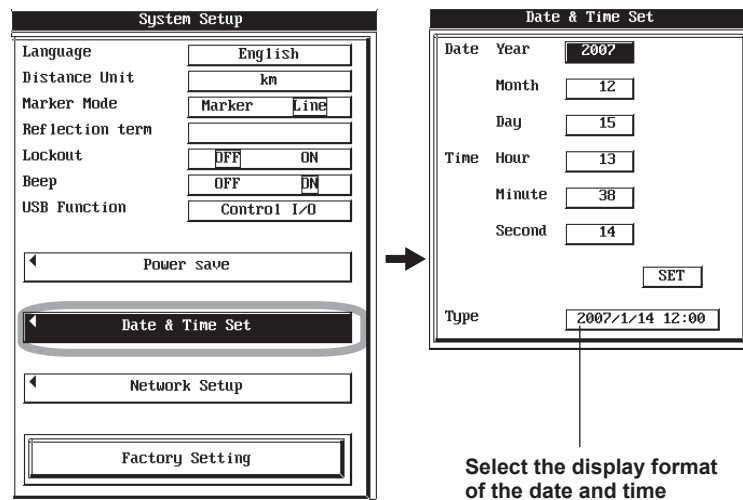 System Setup
Language English
Distance Unit km
Marker Mode Marker Line
Reflection term
Lockout OFF ON
Beep OFF ON
USB Function Control I/O
Power save
Date & Time Set
Network Setup
Factory Setting
Date & Time Set
Date Year 2007
Month 12
Day 15
Time Hour 13
Minute 38
Second 14
SET
Type 2007/1/14 12:00
Select the display format
of the date and time